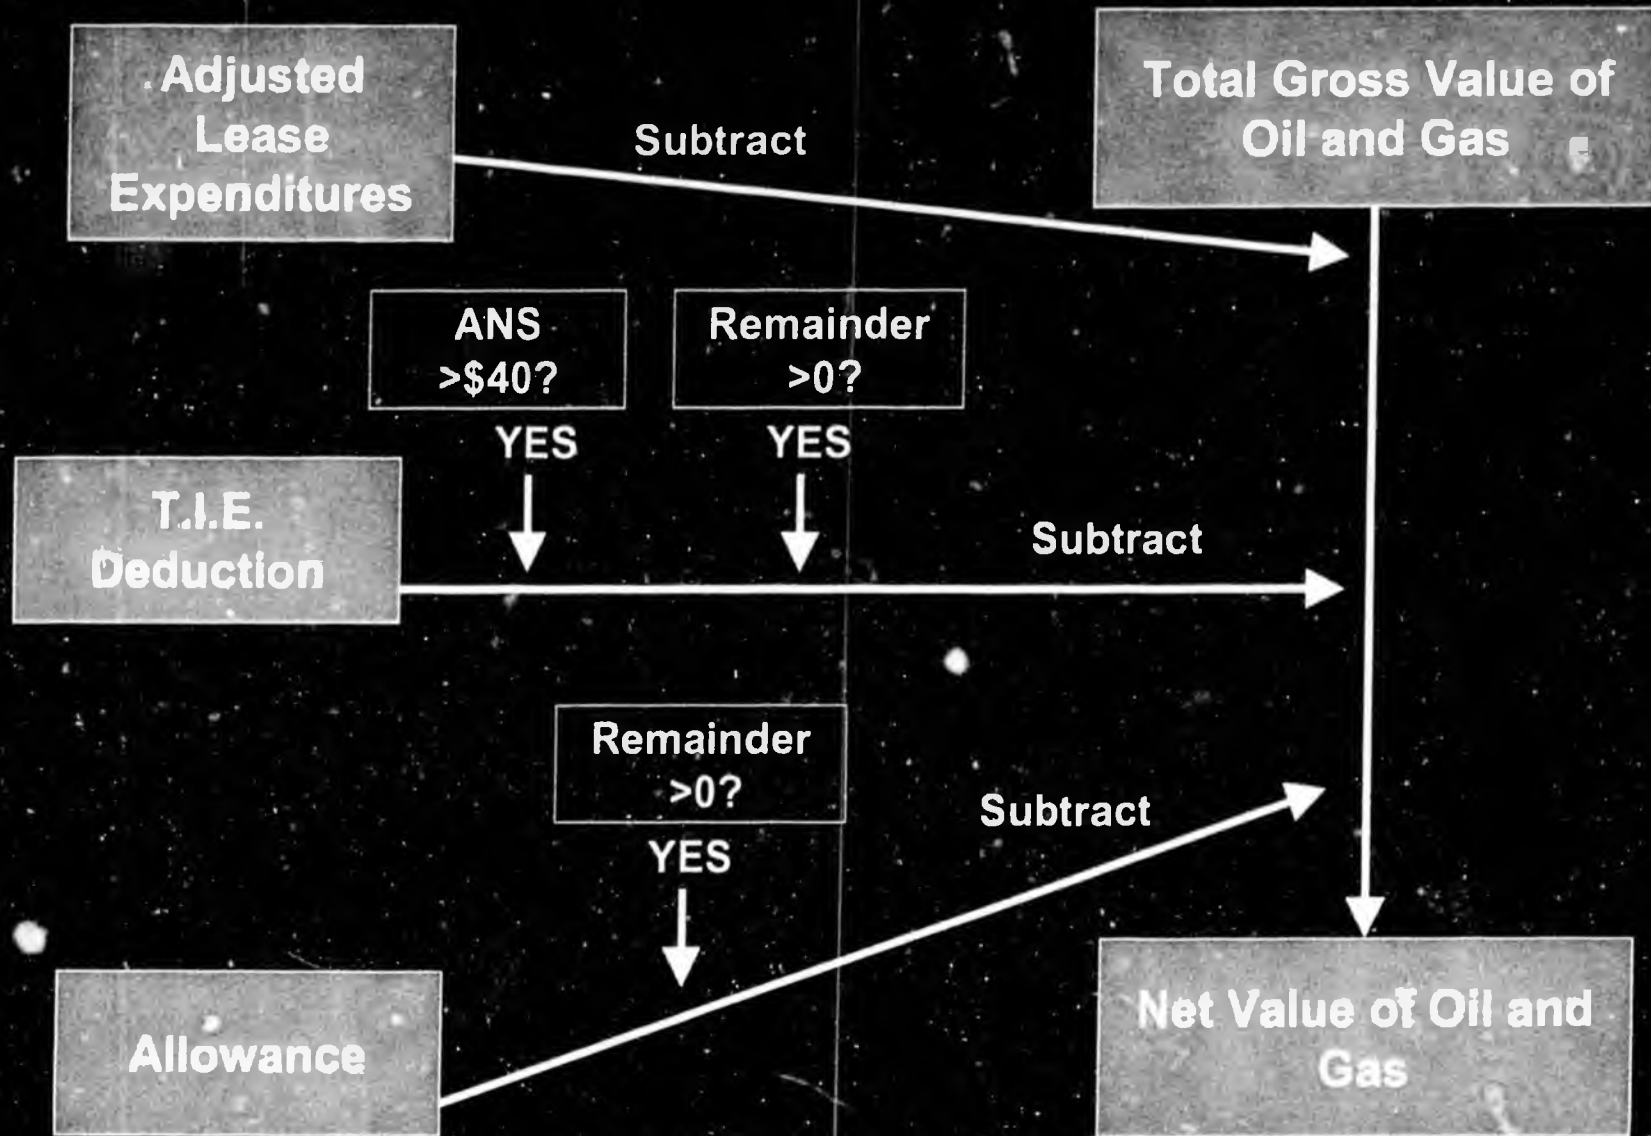 Adjusted
Lease
Expenditures
Subtract
Total Gross Value of
Oil and Gas
ANS
>$40?
YES
Remainder
>0?
YES
T.I.E.
Deduction
Subtract
Remainder
>0?
YES
Subtract
Allowance
Net Value of Oil and
Gas